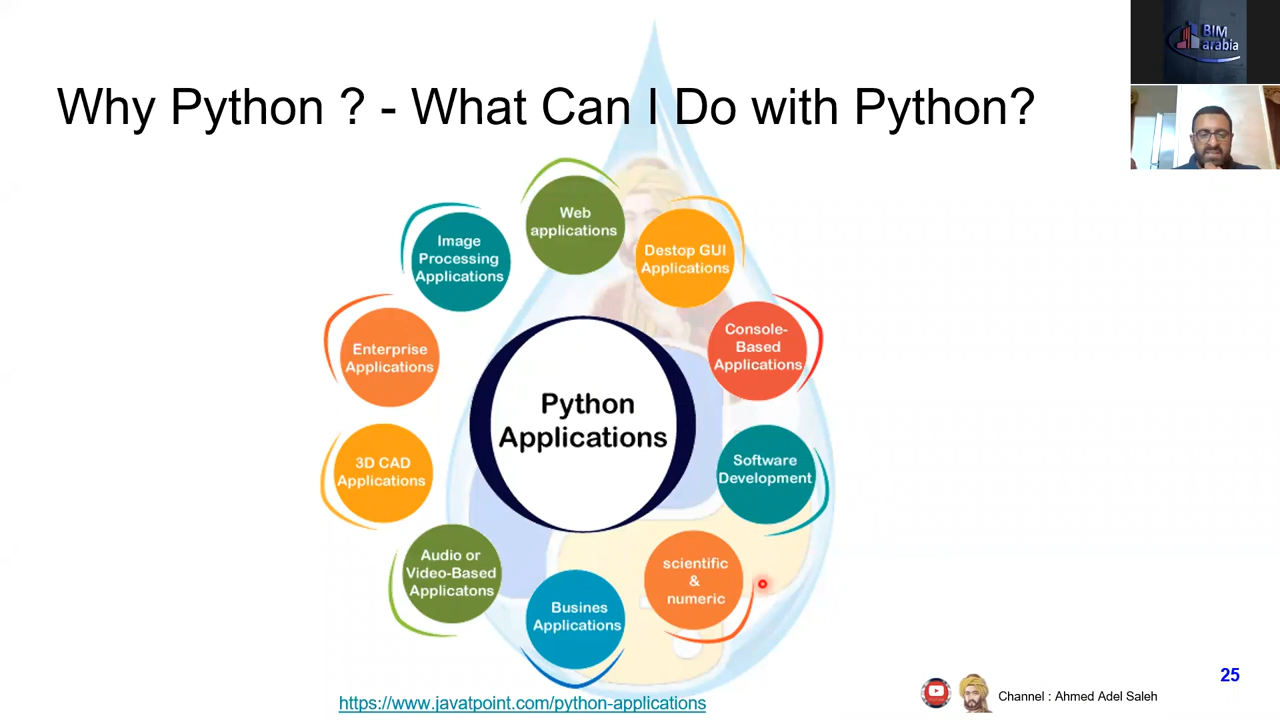 BIM
arabia
Why Python ? - What Can I Do with Python?
Web
applications
Destop GUI
Applications
Console-
Based
Applications
Software
Development
scientific
&
numeric
Busines
Applications
Audio or
Video-Based
Applicatons
3D CAD
Applications
Enterprise
Applications
Image
Processing
Applications
Python
Applications
https://www.javatpoint.com/python-applications
Channel : Ahmed Adel Saleh
25